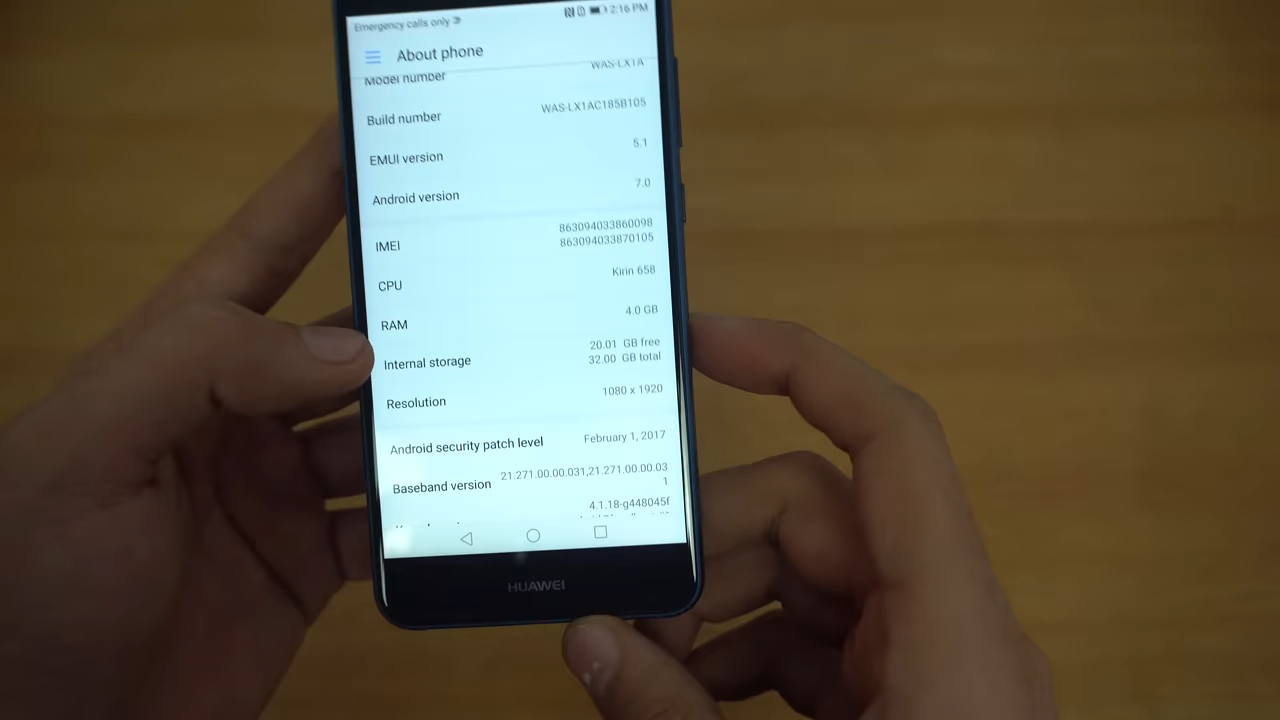 Emergency calls only
2:16 PM
About phone
Model number WAS-LX1A
Build number WAS-LX1AC185B105
EMUI version 5.1
Android version 7.0
IMEI 863094033860098
863094033870105
CPU Kirin 658
RAM 4.0 GB
Internal storage 20.01 GB free
32.00 GB total
Resolution 1080 x 1920
Android security patch level February 1, 2017
Baseband version 21.271.00.00.031,21.271.00.00.03
1
4.1.18-g448045f
HUAWEI